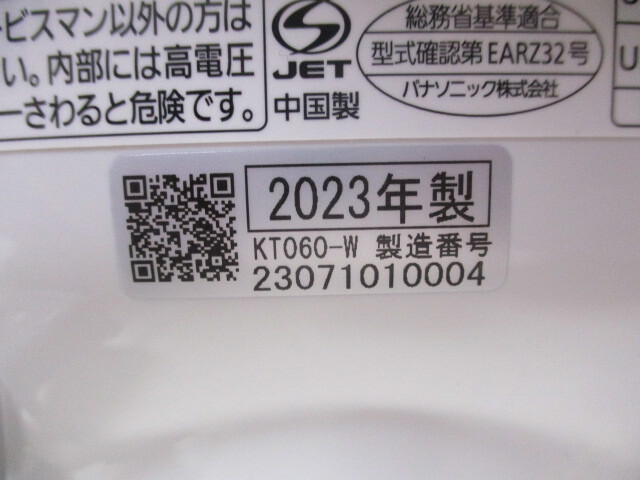 ービスマン以外の方は
い。内部には高電圧
ーさわると危険です。
S
JET
中国製
総務省基準適合
型式確認第EARZ32号
パナソニック株式会社
U
2023年製
KT060-W 製造番号
23071010004